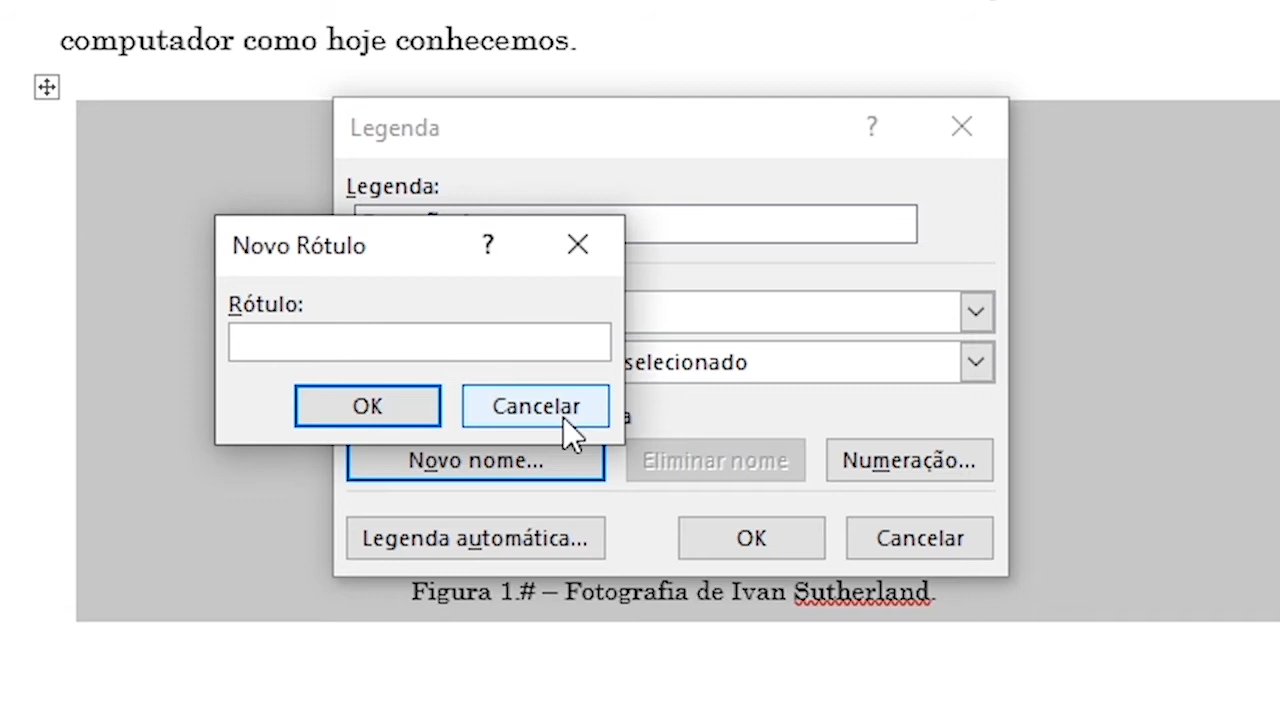 computador como hoje conhecemos.
Legenda
?
Legenda:
Novo Rótulo
?
Rótulo:
selecionado
OK
Cancelar
Novo nome...
Eliminar nome
Numeração...
Legenda automática...
OK
Cancelar
Figura 1.# – Fotografia de Ivan Sutherland.